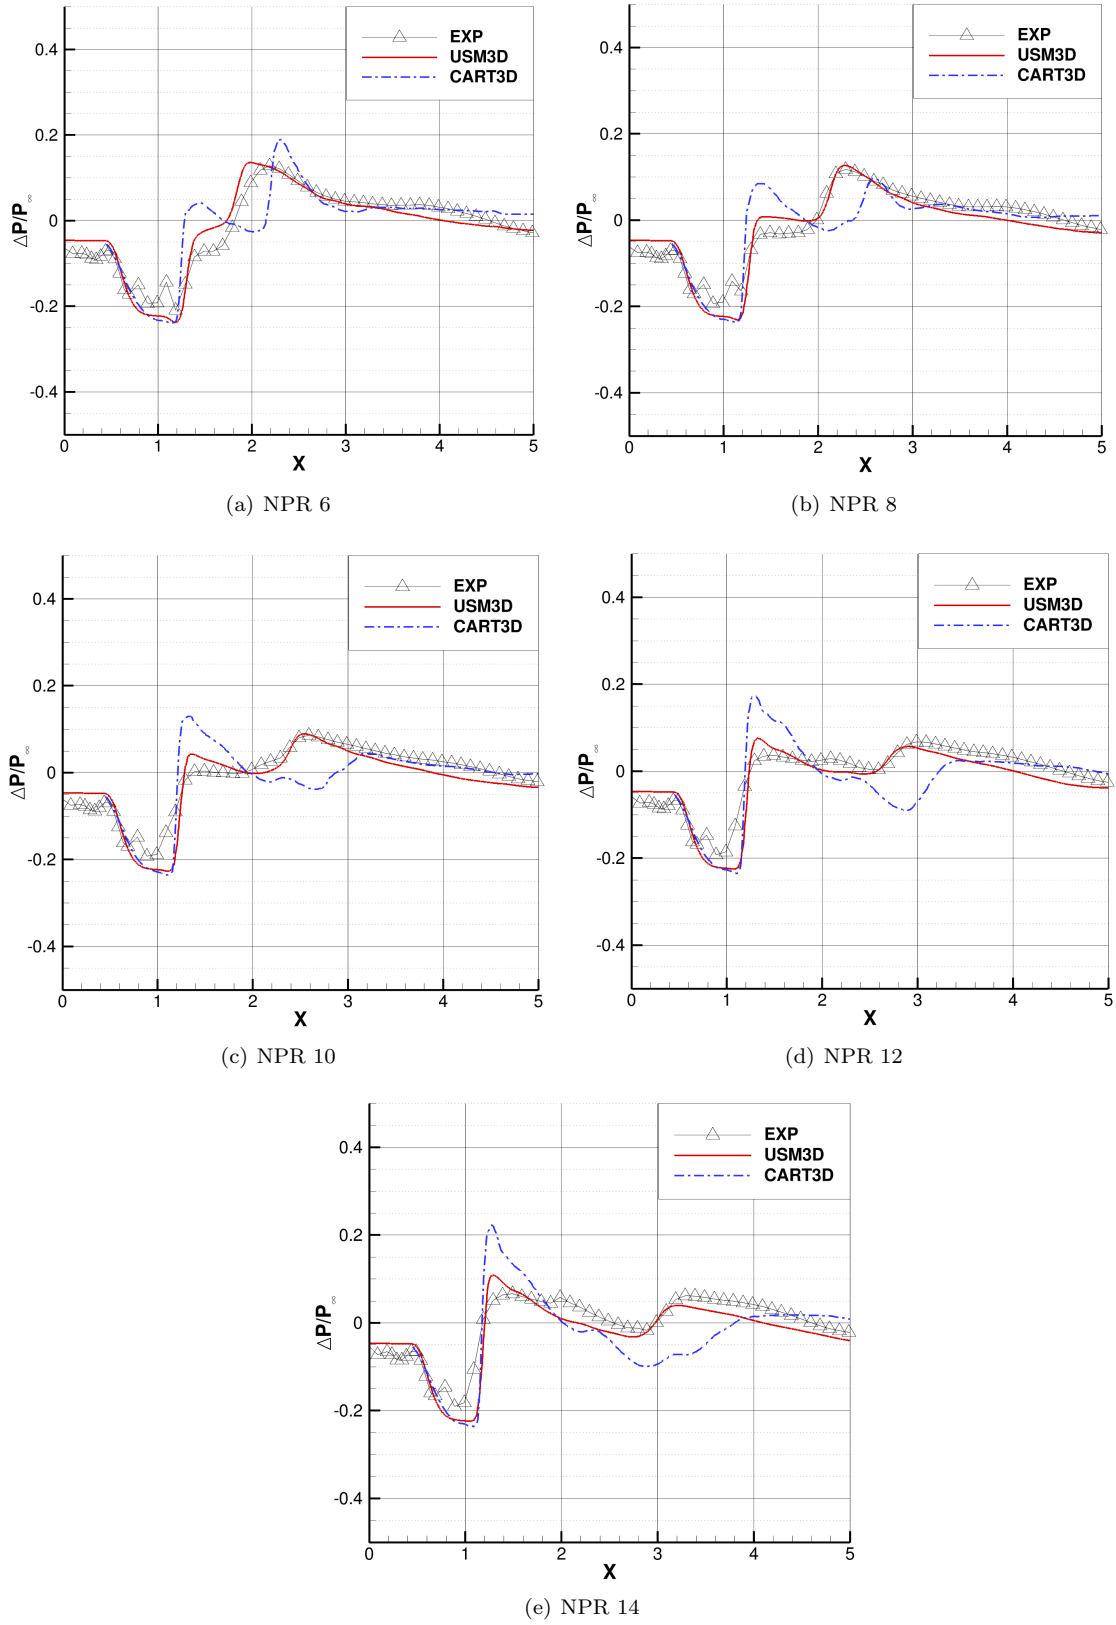 EXP
USM3D
CART3D
0.4
0.2
0
-0.2
-0.4
ΔP/P∞
0 1 2 3 4 5
X
(a) NPR 6
EXP
USM3D
CART3D
0.4
0.2
0
-0.2
-0.4
ΔP/P∞
0 1 2 3 4 5
X
(b) NPR 8
EXP
USM3D
CART3D
0.4
0.2
0
-0.2
-0.4
ΔP/P∞
0 1 2 3 4 5
X
(c) NPR 10
EXP
USM3D
CART3D
0.4
0.2
0
-0.2
-0.4
ΔP/P∞
0 1 2 3 4 5
X
(d) NPR 12
EXP
USM3D
CART3D
0.4
0.2
0
-0.2
-0.4
ΔP/P∞
0 1 2 3 4 5
X
(e) NPR 14